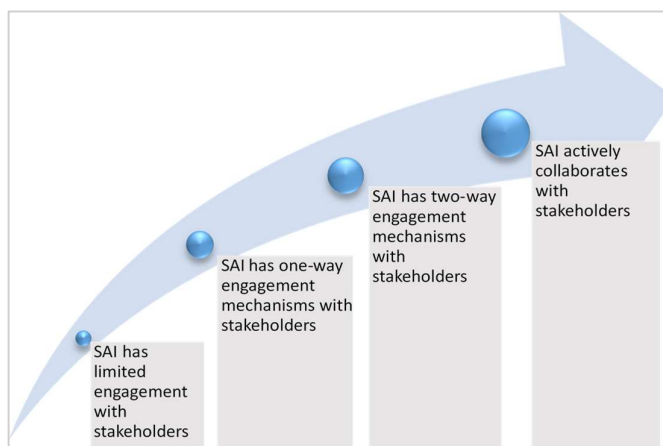 SAI has
limited
engagement
with
stakeholders
SAI has one-way
engagement
mechanisms with
stakeholders
SAI has two-way
engagement
mechanisms
with
stakeholders
SAI actively
collaborates
with
stakeholders